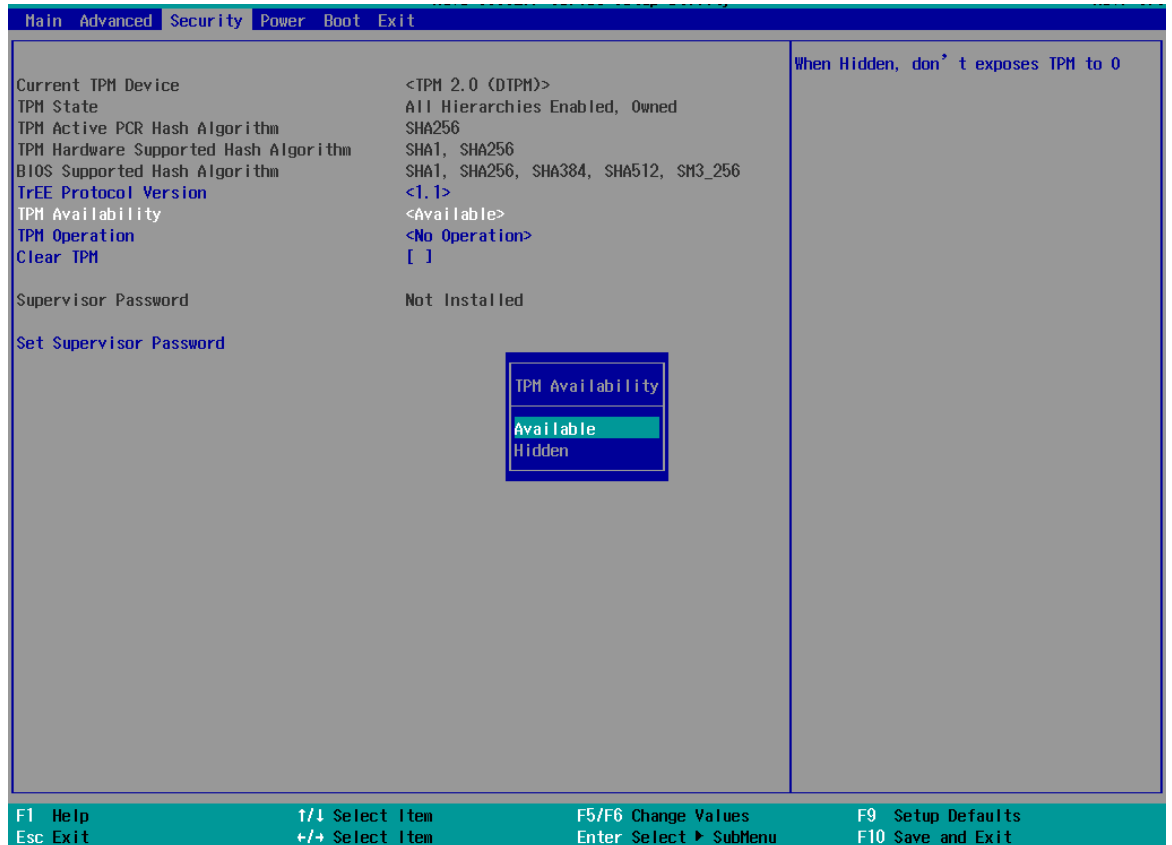 Main Advanced Security Power Boot Exit
When Hidden, don't exposes TPM to O
Current TPM Device <TPM 2.0 (DTPM)>
TPM State All Hierarchies Enabled, Owned
TPM Active PCR Hash Algorithm SHA256
TPM Hardware Supported Hash Algorithm SHA1, SHA256
BIOS Supported Hash Algorithm SHA1, SHA256, SHA384, SHA512, SM3_256
TrEE Protocol Version <1.1>
TPM Availability <Available>
TPM Operation <No Operation>
Clear TPM [ ]
Supervisor Password Not Installed
Set Supervisor Password
TPM Availability
Available
Hidden
F1 Help ↑/↓ Select Item F5/F6 Change Values F9 Setup Defaults
Esc Exit ←/→ Select Item Enter Select ▶ SubMenu F10 Save and Exit